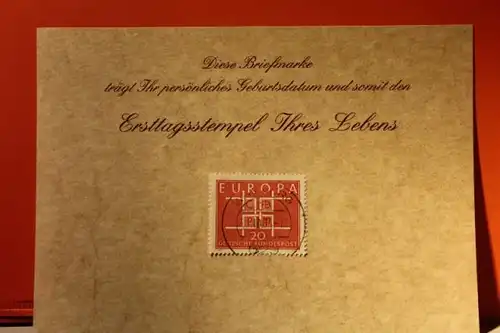 Diese Briefmarke
trägt Ihr persönliches Geburtsdatum und somit den
Ersttagsstempel Ihres Lebens
EUROPA
20
DEUTSCHE BUNDESPOST